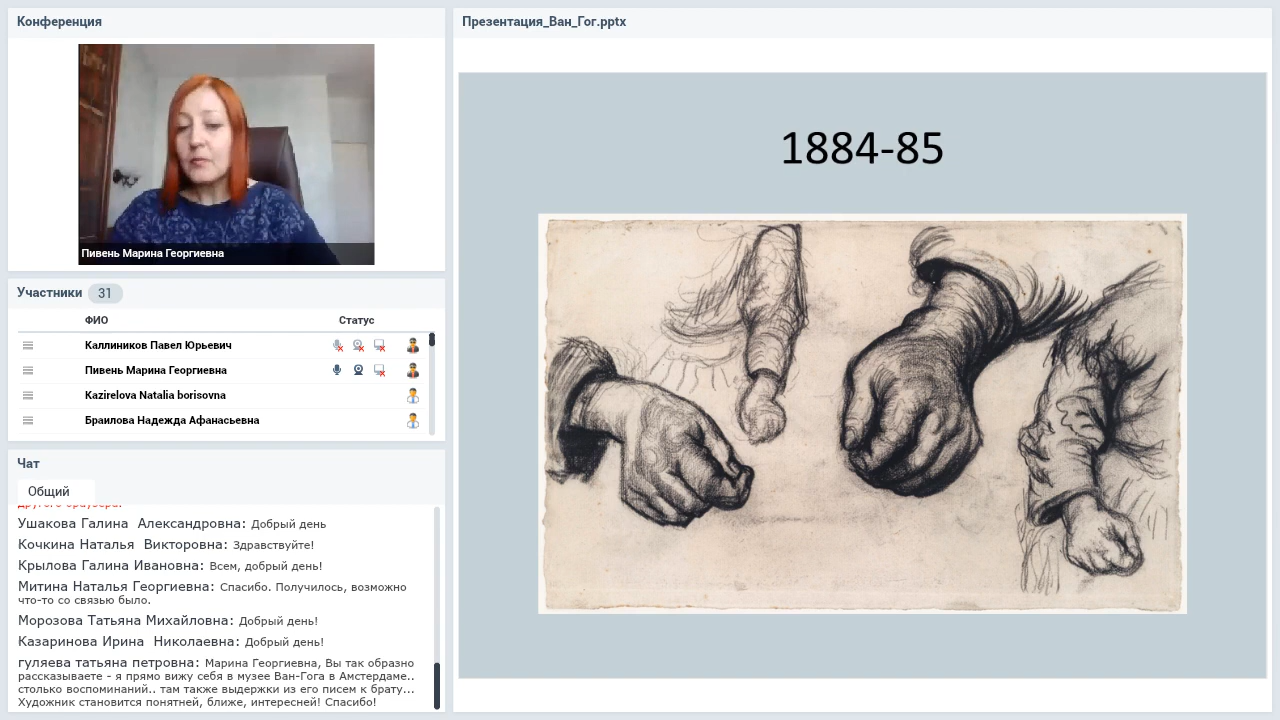 Конференция
Пивень Марина Георгиевна
Участники 31
ФИО Статус
Каллиников Павел Юрьевич
Пивень Марина Георгиевна
Kazirelova Natalia borisovna
Браилова Надежда Афанасьевна
Чат
Общий
другого браузера.
Ушакова Галина Александровна: Добрый день
Кочкина Наталья Викторовна: Здравствуйте!
Крылова Галина Ивановна: Всем, добрый день!
Митина Наталья Георгиевна: Спасибо. Получилось, возможно
что-то со связью было.
Морозова Татьяна Михайловна: Добрый день!
Казаринова Ирина Николаевна: Добрый день!
гуляева татьяна петровна: Марина Георгиевна, Вы так образно
рассказываете - я прямо вижу себя в музее Ван-Гога в Амстердаме..
столько воспоминаний.. там также выдержки из его писем к брату...
Художник становится понятней, ближе, интересней! Спасибо!
Презентация_Ван_Гог.pptx
1884-85